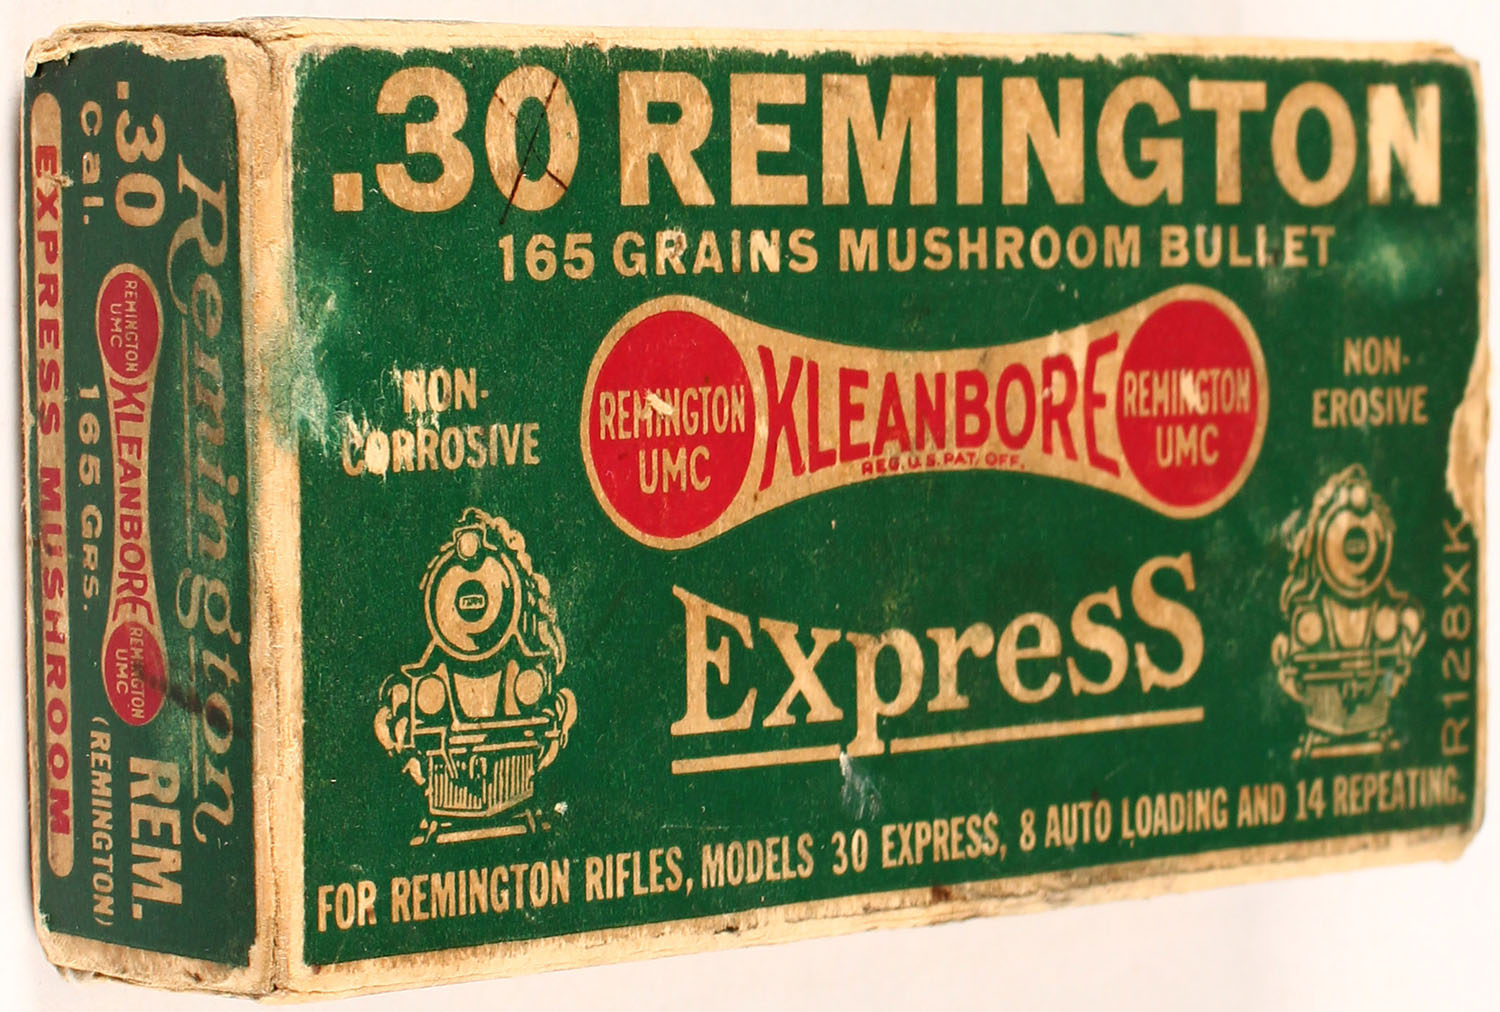 .30 REMINGTON
165 GRAINS MUSHROOM BULLET
NON-
CORROSIVE
REMINGTON
UMC
KLEANBORE
REG. U.S. PAT. OFF.
REMINGTON
UMC
NON-
EROSIVE
Express
R128XK
FOR REMINGTON RIFLES, MODELS 30 EXPRESS, 8 AUTO LOADING AND 14 REPEATING.
Remington
.30 REM.
Cal. (REMINGTON)
REMINGTON
UMC
KLEANBORE
REMINGTON
UMC
165 GRS.
EXPRESS MUSHROOM